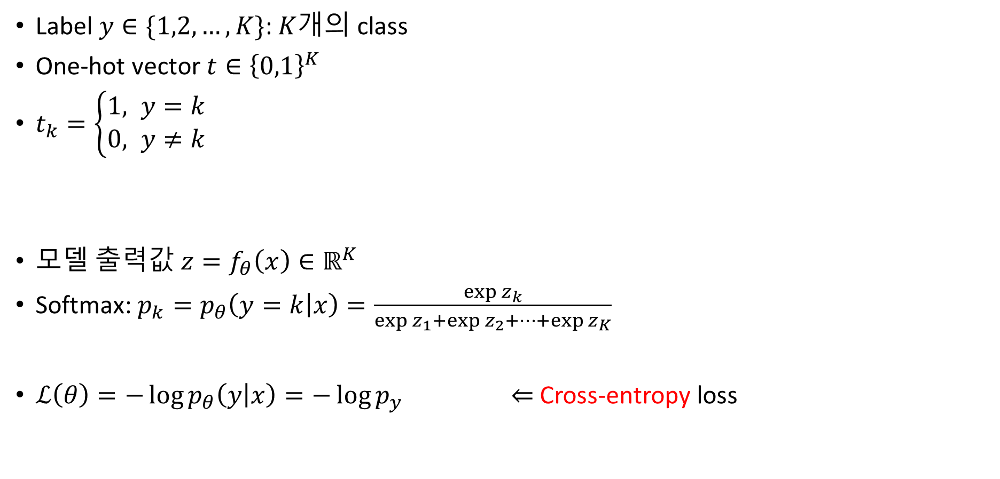 • Label y ∈ {1,2, … , K}: K개의 class
• One-hot vector t ∈ {0,1}^K
• t_k = { 1, y = k
0, y ≠ k
• 모델 출력값 z = f_θ(x) ∈ ℝ^K
• Softmax: p_k = p_θ(y = k|x) = exp z_k / (exp z_1+exp z_2+⋯+exp z_K)
• ℒ(θ) = − log p_θ(y|x) = − log p_y ⇐ Cross-entropy loss